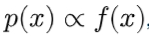 p(x) ∝ f(x),